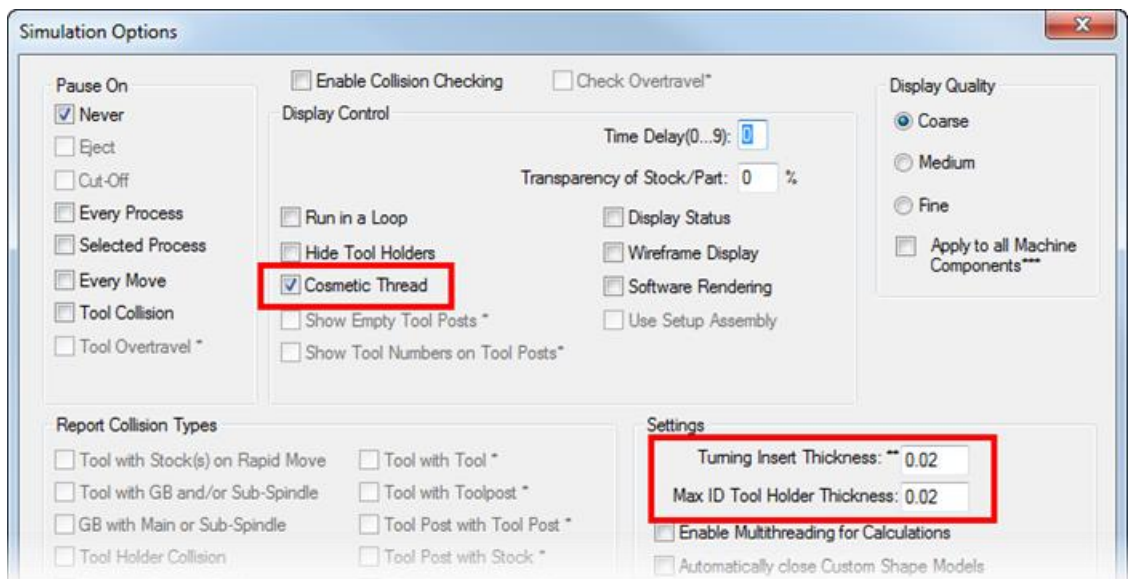 Simulation Options
Pause On
Never
Eject
Cut-Off
Every Process
Selected Process
Every Move
Tool Collision
Tool Overtravel *
Enable Collision Checking
Check Overtravel*
Display Control
Time Delay(0...9): 0
Transparency of Stock/Part: 0 %
Run in a Loop
Display Status
Hide Tool Holders
Wireframe Display
Cosmetic Thread
Software Rendering
Show Empty Tool Posts *
Use Setup Assembly
Show Tool Numbers on Tool Posts*
Display Quality
Coarse
Medium
Fine
Apply to all Machine
Components***
Report Collision Types
Tool with Stock(s) on Rapid Move
Tool with Tool *
Tool with GB and/or Sub-Spindle
Tool with Toolpost *
GB with Main or Sub-Spindle
Tool Post with Tool Post *
Tool Holder Collision
Tool Post with Stock *
Settings
Turning Insert Thickness: ** 0.02
Max ID Tool Holder Thickness: 0.02
Enable Multithreading for Calculations
Automatically close Custom Shape Models